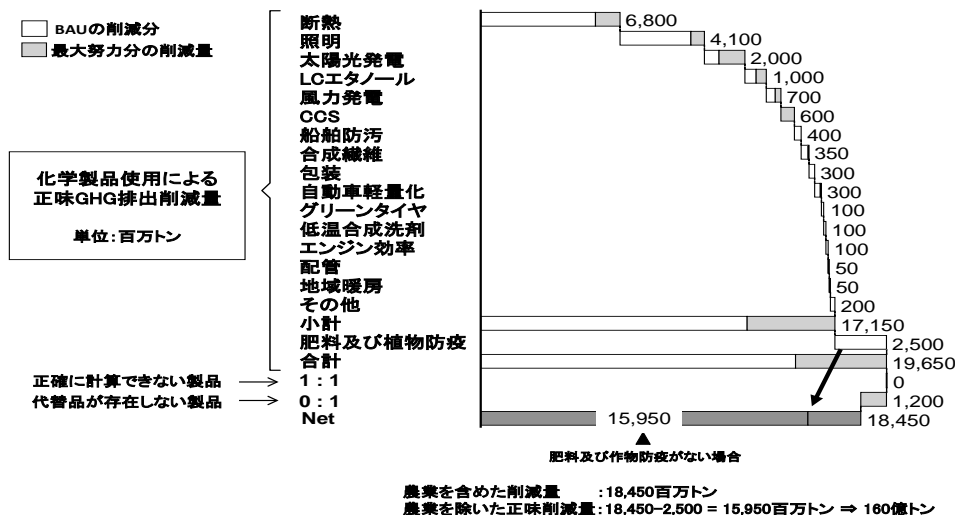 BAUの削減分
最大努力分の削減量
断熱 6,800
照明 4,100
太陽光発電 2,000
LCエタノール 1,000
風力発電 700
CCS 600
船舶防汚 400
合成繊維 350
包装 300
自動車軽量化 300
グリーンタイヤ 100
低温合成洗剤 100
エンジン効率 100
配管 50
地域暖房 50
その他 200
小計 17,150
肥料及び植物防疫 2,500
合計 19,650
化学製品使用による
正味GHG排出削減量
単位:百万トン
正確に計算できない製品 1:1 0
代替品が存在しない製品 0:1 1,200
Net 15,950 18,450
肥料及び作物防疫がない場合
農業を含めた削減量 :18,450百万トン
農業を除いた正味削減量:18,450-2,500 = 15,950百万トン ⇒ 160億トン